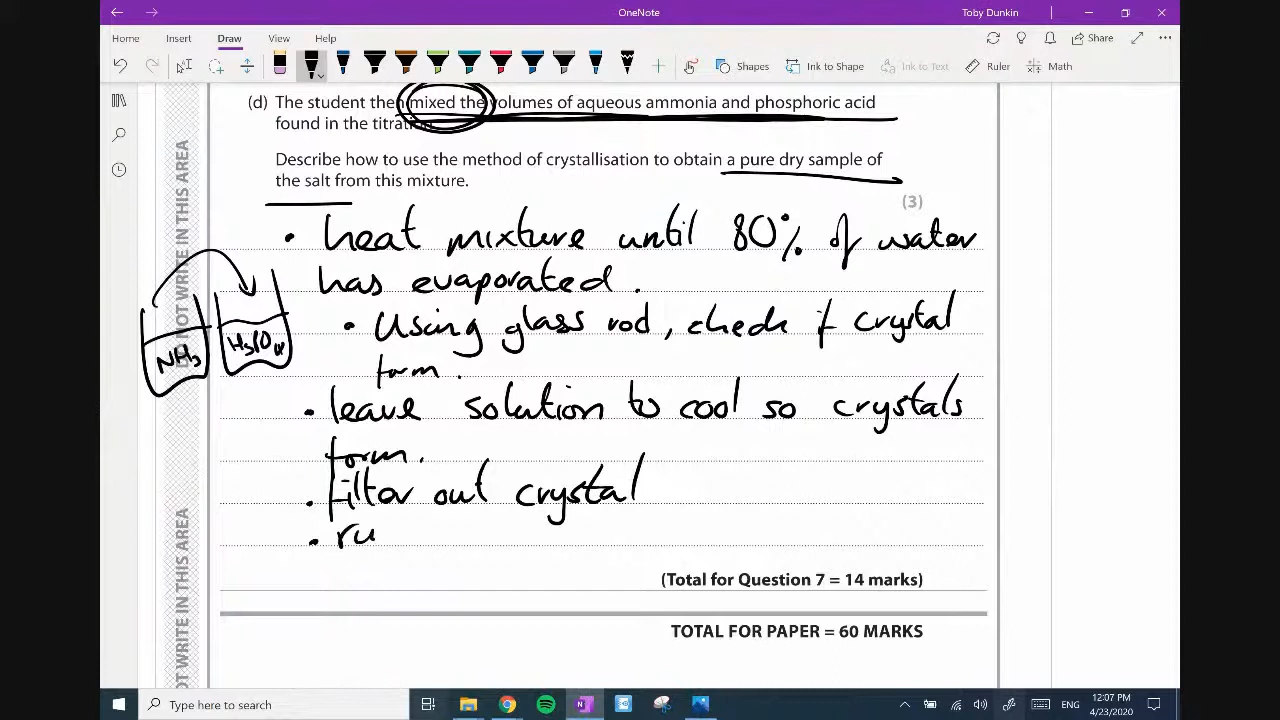 OneNote
Toby Dunkin
Home Insert Draw View Help
Share
Shapes Ink to Shape Ink to Text Ruler Math
(d) The student then mixed the volumes of aqueous ammonia and phosphoric acid
found in the titration.
Describe how to use the method of crystallisation to obtain a pure dry sample of
the salt from this mixture.
(3)
• heat mixture until 80% of water
has evaporated.
• Using glass rod, check if crystal
form.
NH3
H3PO4
• leave solution to cool so crystals
form.
• Filter out crystal
• ru
(Total for Question 7 = 14 marks)
TOTAL FOR PAPER = 60 MARKS
DO NOT WRITE IN THIS AREA
NOT WRITE IN THIS AREA
Type here to search
ENG
12:07 PM
4/23/2020